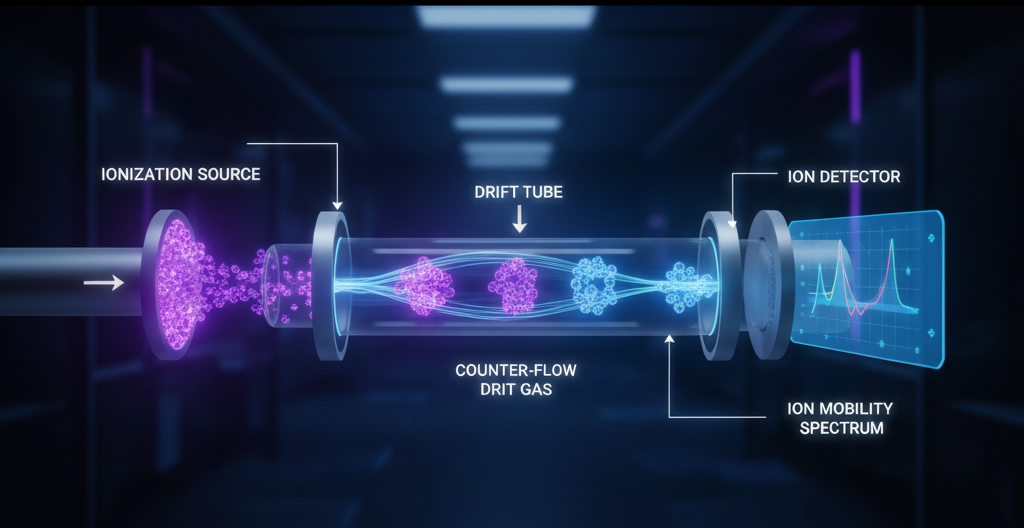 IONIZATION SOURCE
DRIFT TUBE
ION DETECTOR
COUNTER-FLOW
DRIT GAS
ION MOBILITY
SPECTRUM